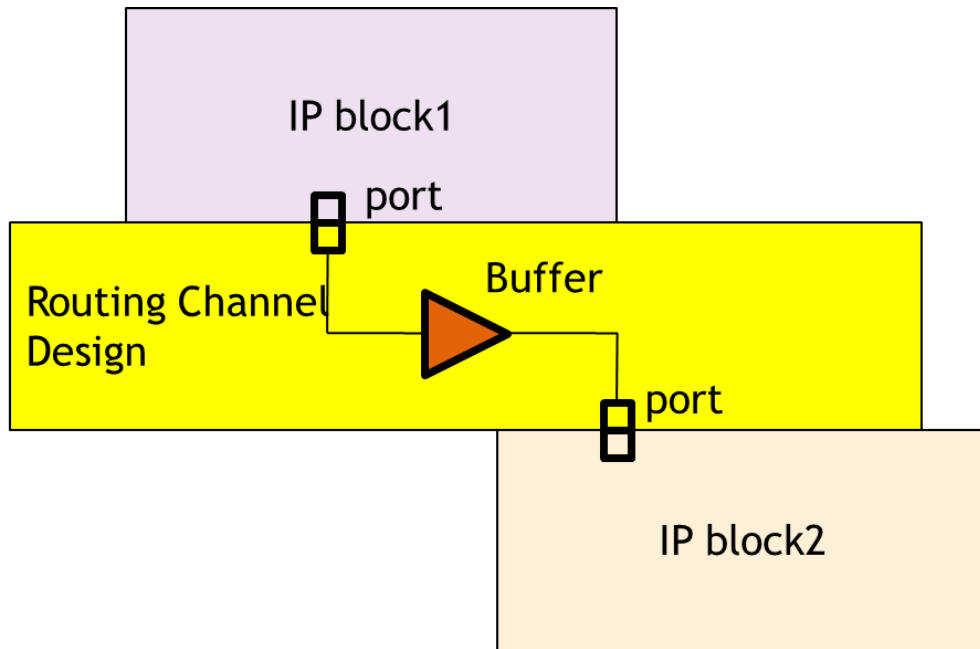 IP block1
port
Buffer
Routing Channel
Design
port
IP block2